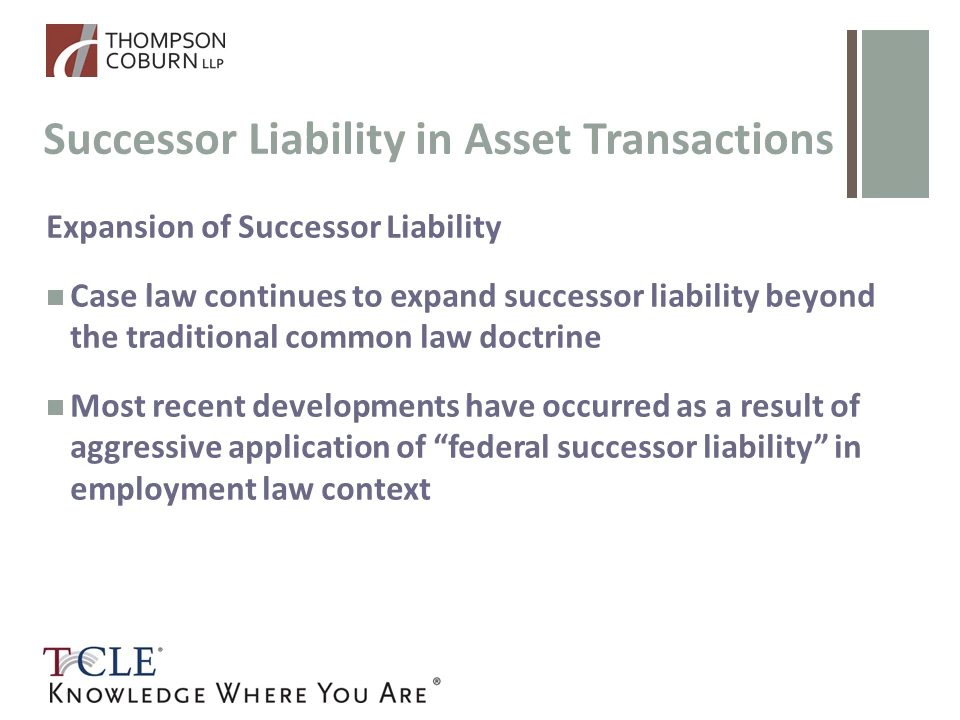 THOMPSON
COBURN LLP
Successor Liability in Asset Transactions
Expansion of Successor Liability
■ Case law continues to expand successor liability beyond
the traditional common law doctrine
■ Most recent developments have occurred as a result of
aggressive application of “federal successor liability” in
employment law context
TCLE®
KNOWLEDGE WHERE YOU ARE®